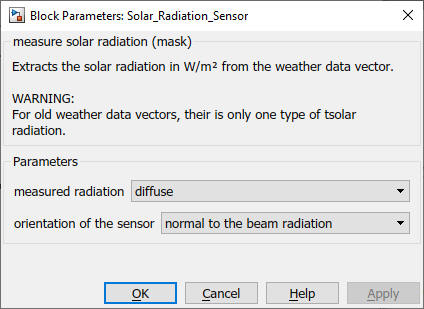 Block Parameters: Solar_Radiation_Sensor
measure solar radiation (mask)
Extracts the solar radiation in W/m² from the weather data vector.
WARNING:
For old weather data vectors, their is only one type of tsolar
radiation.
Parameters
measured radiation diffuse
orientation of the sensor normal to the beam radiation
OK Cancel Help Apply